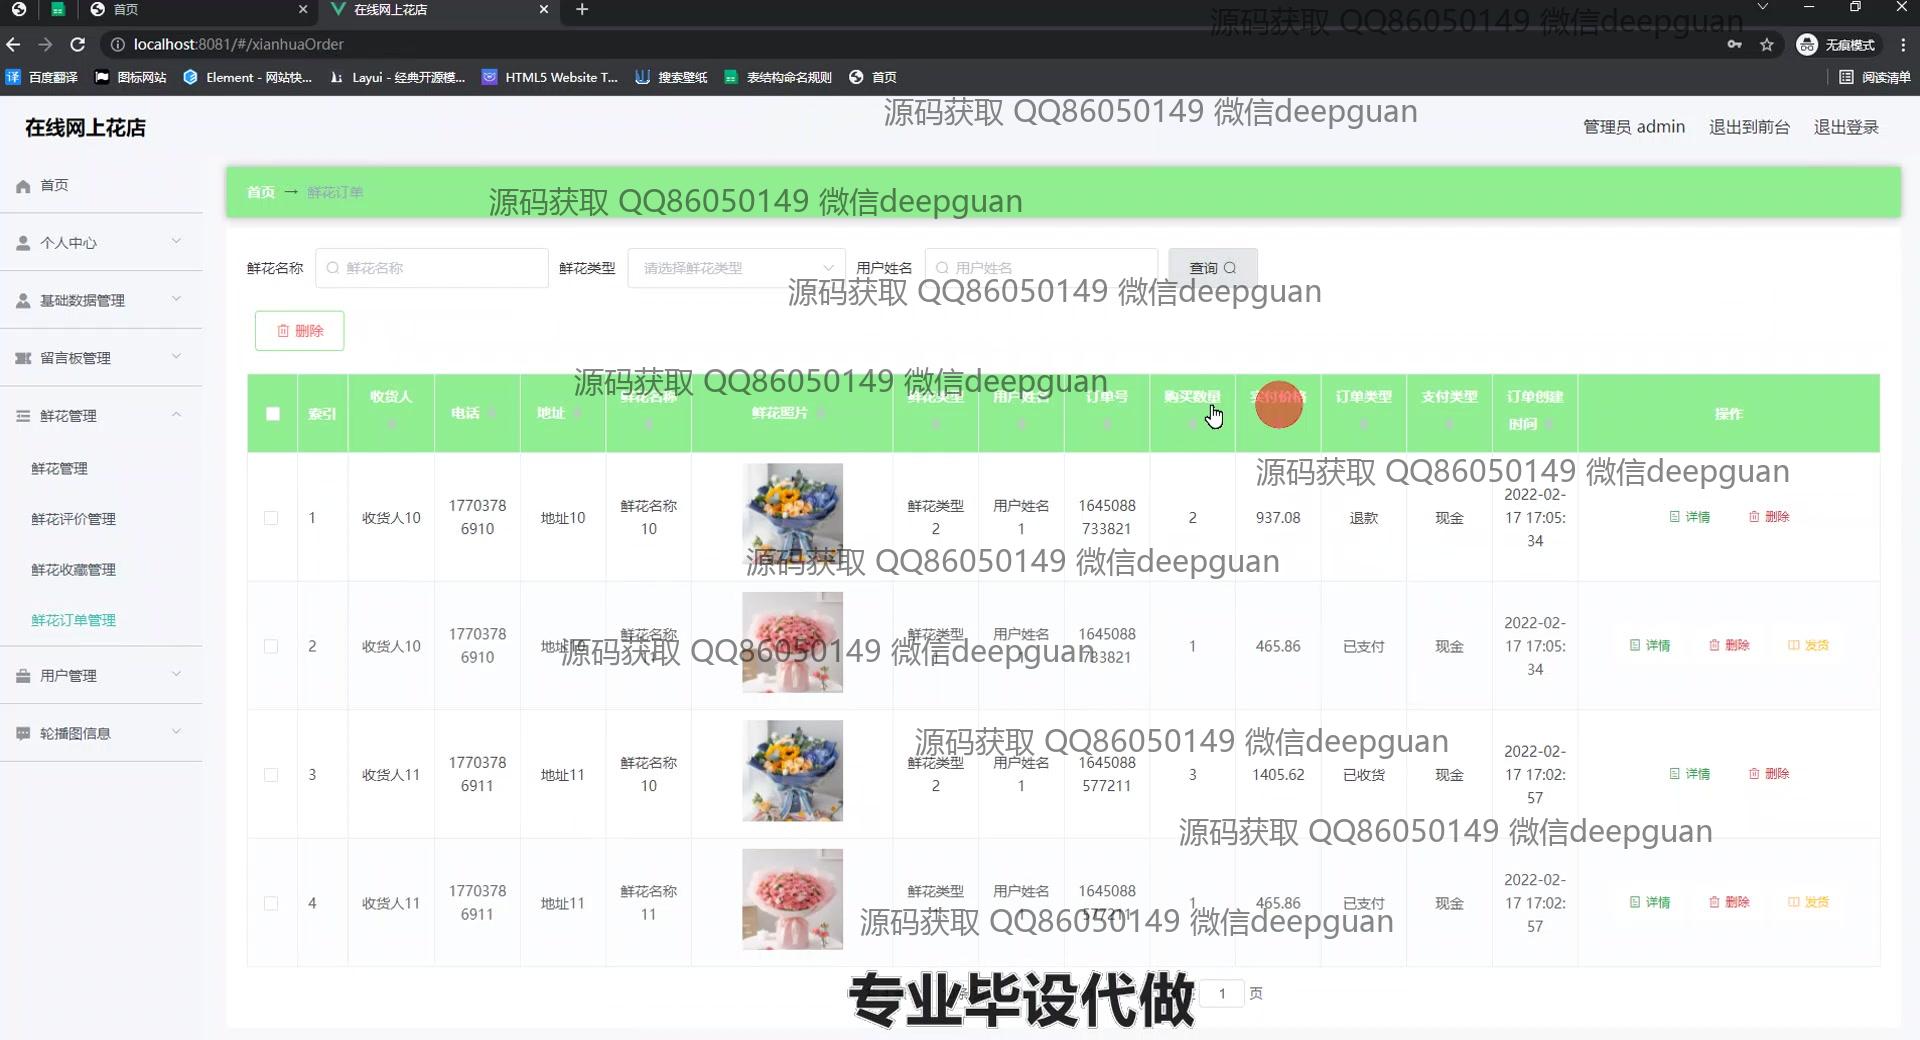 首页
在线网上花店
源码获取 QQ86050149 微信deepguan
localhost:8081/#/xianhuaOrder
无痕模式
百度翻译
图标网站
Element - 网站快...
Layui - 经典开源模...
HTML5 Website T...
搜索壁纸
表结构命名规则
首页
阅读清单
在线网上花店
源码获取 QQ86050149 微信deepguan
管理员 admin
退出到前台
退出登录
首页
个人中心
基础数据管理
留言板管理
鲜花管理
鲜花管理
鲜花评价管理
鲜花收藏管理
鲜花订单管理
用户管理
轮播图信息
首页 → 鲜花订单
源码获取 QQ86050149 微信deepguan
鲜花名称 鲜花名称 鲜花类型 请选择鲜花类型 用户姓名 用户姓名 查询
源码获取 QQ86050149 微信deepguan
删除
源码获取 QQ86050149 微信deepguan
索引 收货人 电话 地址 鲜花名称 鲜花照片 鲜花类型 用户姓名 订单号 购买数量 实付价格 订单类型 支付类型 订单创建时间 操作
源码获取 QQ86050149 微信deepguan
1 收货人10 17703786910 地址10 鲜花名称10 鲜花类型2 用户姓名1 1645088733821 2 937.08 退款 现金 2022-02-17 17:05:34 详情 删除
源码获取 QQ86050149 微信deepguan
2 收货人10 17703786910 鲜花名称 鲜花类型 用户姓名 1645088733821 1 465.86 已支付 现金 2022-02-17 17:05:34 详情 删除 发货
源码获取 QQ86050149 微信deepguan
源码获取 QQ86050149 微信deepguan
3 收货人11 17703786911 地址11 鲜花名称10 鲜花类型2 用户姓名1 1645088577211 3 1405.62 已收货 现金 2022-02-17 17:02:57 详情 删除
源码获取 QQ86050149 微信deepguan
4 收货人11 17703786911 地址11 鲜花名称11 鲜花类型 用户姓名 1645088577211 1 465.86 已支付 现金 2022-02-17 17:02:57 详情 删除 发货
源码获取 QQ86050149 微信deepguan
专业毕设代做
1 页